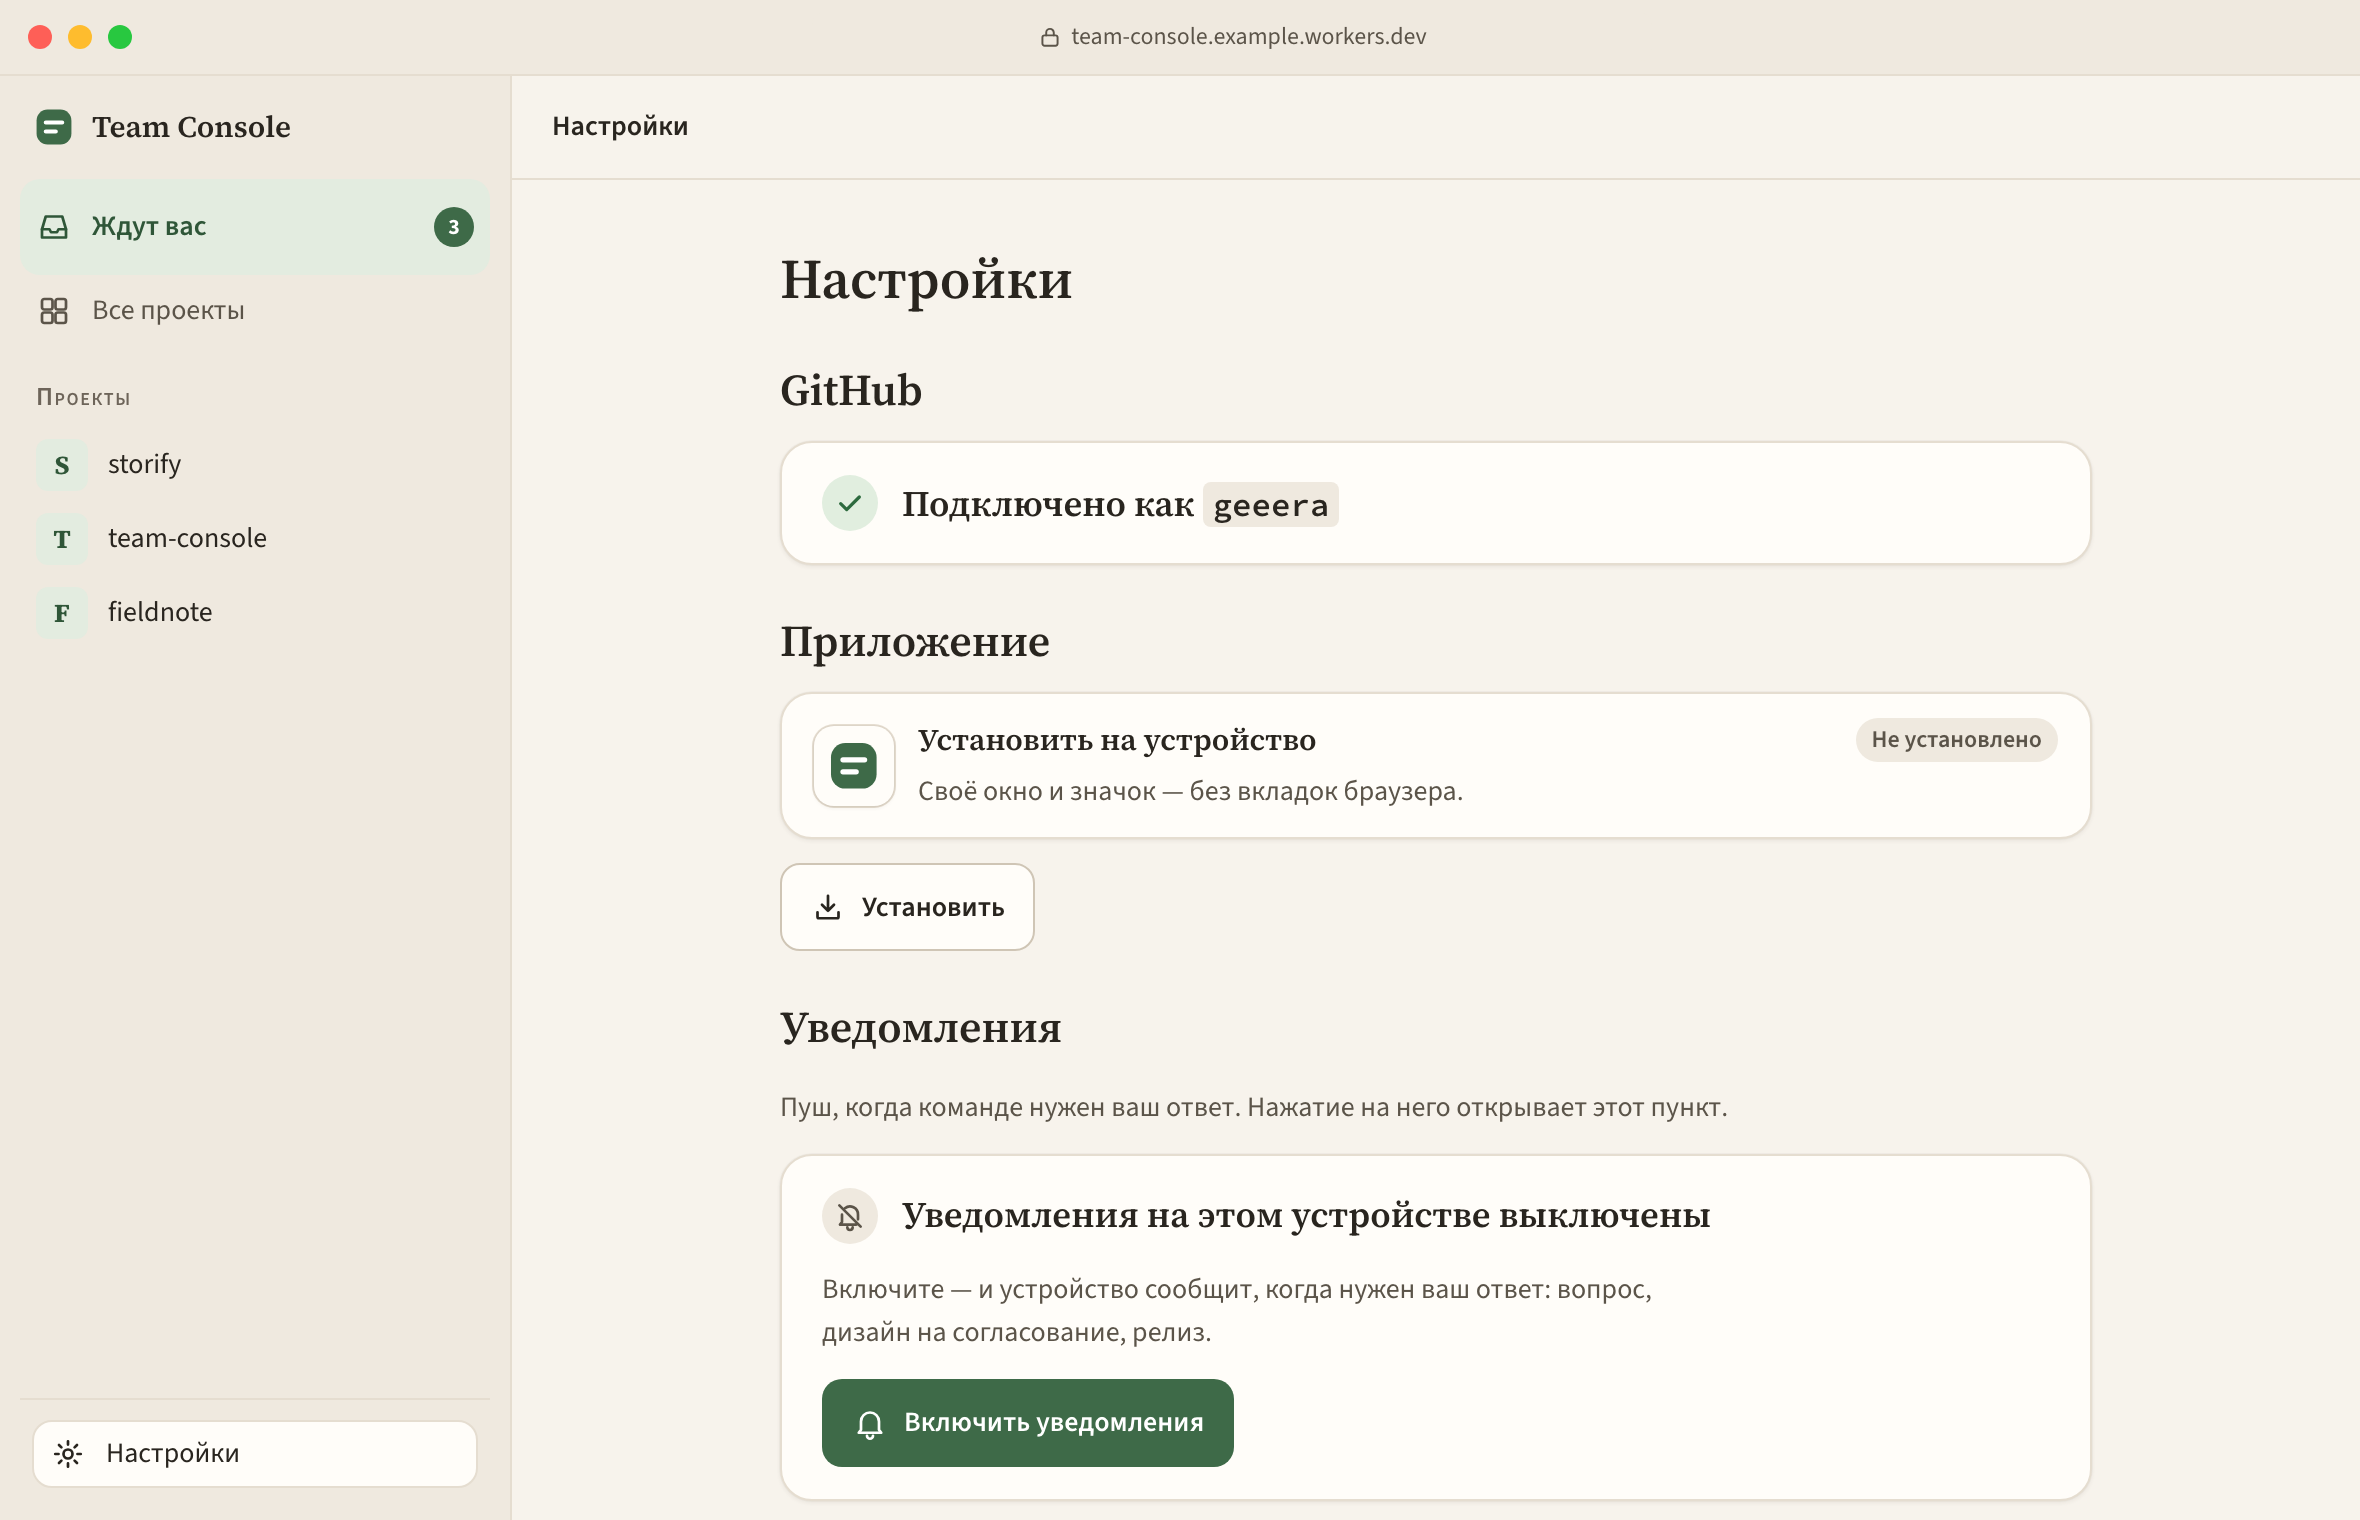 team-console.example.workers.dev
Team Console
Ждут вас
3
Все проекты
Проекты
S
storify
T
team-console
F
fieldnote
Настройки
Настройки
Настройки
GitHub
Подключено как geeera
Приложение
Установить на устройство
Не установлено
Своё окно и значок — без вкладок браузера.
Установить
Уведомления
Пуш, когда команде нужен ваш ответ. Нажатие на него открывает этот пункт.
Уведомления на этом устройстве выключены
Включите — и устройство сообщит, когда нужен ваш ответ: вопрос,
дизайн на согласование, релиз.
Включить уведомления